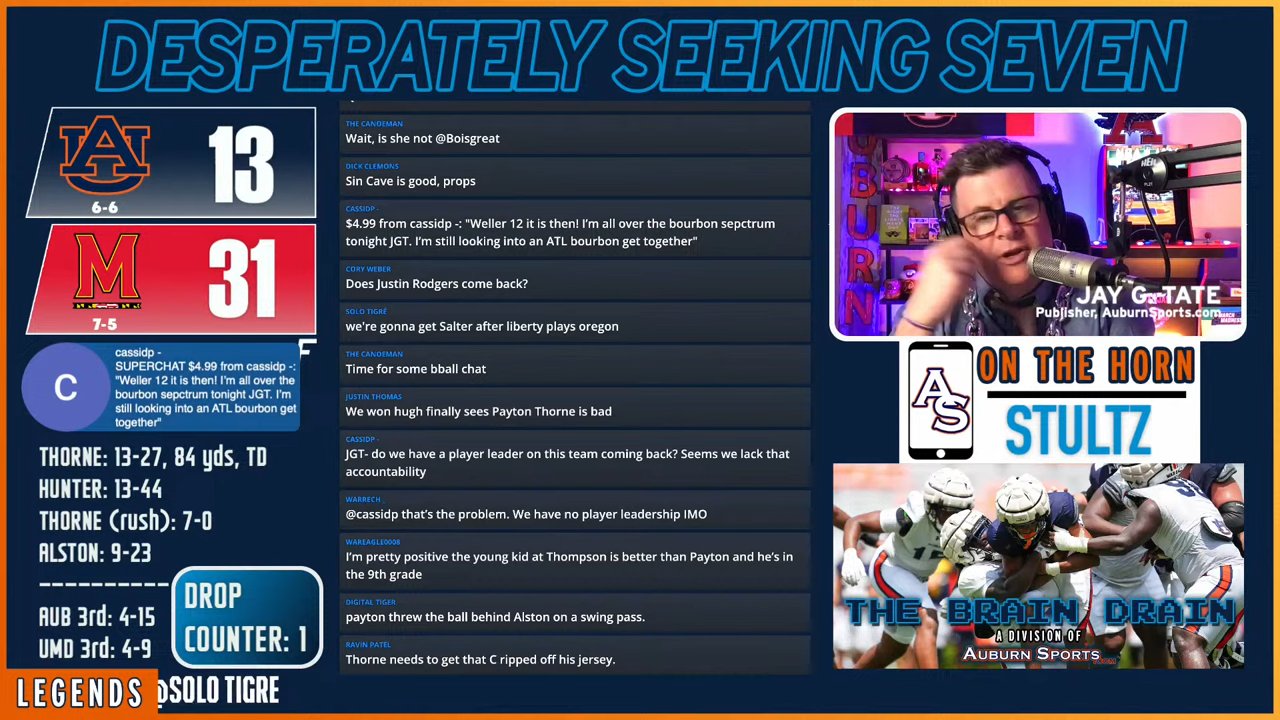 DESPERATELY SEEKING SEVEN
13
6-6
31
7-5
F
cassidp -
SUPERCHAT $4.99 from cassidp -:
"Weller 12 it is then! I'm all over the
bourbon sepctrum tonight JGT. I'm
still looking into an ATL bourbon get
together"
C
THORNE: 13-27, 84 yds, TD
HUNTER: 13-44
THORNE (rush): 7-0
ALSTON: 9-23
----------
AUB 3rd: 4-15
UMD 3rd: 4-9
DROP
COUNTER: 1
LEGENDS
@SOLO TIGRE
THE CANDEMAN
Wait, is she not @Boisgreat
DICK CLEMONS
Sin Cave is good, props
CASSIDP -
$4.99 from cassidp -: "Weller 12 it is then! I'm all over the bourbon sepctrum
tonight JGT. I'm still looking into an ATL bourbon get together"
CORY WEBER
Does Justin Rodgers come back?
SOLO TIGRÉ
we're gonna get Salter after liberty plays oregon
THE CANDEMAN
Time for some bball chat
JUSTIN THOMAS
We won hugh finally sees Payton Thorne is bad
CASSIDP -
JGT- do we have a player leader on this team coming back? Seems we lack that
accountability
WARRECH
@cassidp that's the problem. We have no player leadership IMO
WAREAGLE0008
I'm pretty positive the young kid at Thompson is better than Payton and he's in
the 9th grade
DIGITAL TIGER
payton threw the ball behind Alston on a swing pass.
RAVIN PATEL
Thorne needs to get that C ripped off his jersey.
JAY G. TATE
Publisher, AuburnSports.com
AS
ON THE HORN
STULTZ
THE BRAIN DRAIN
A DIVISION OF
AUBURN SPORTS